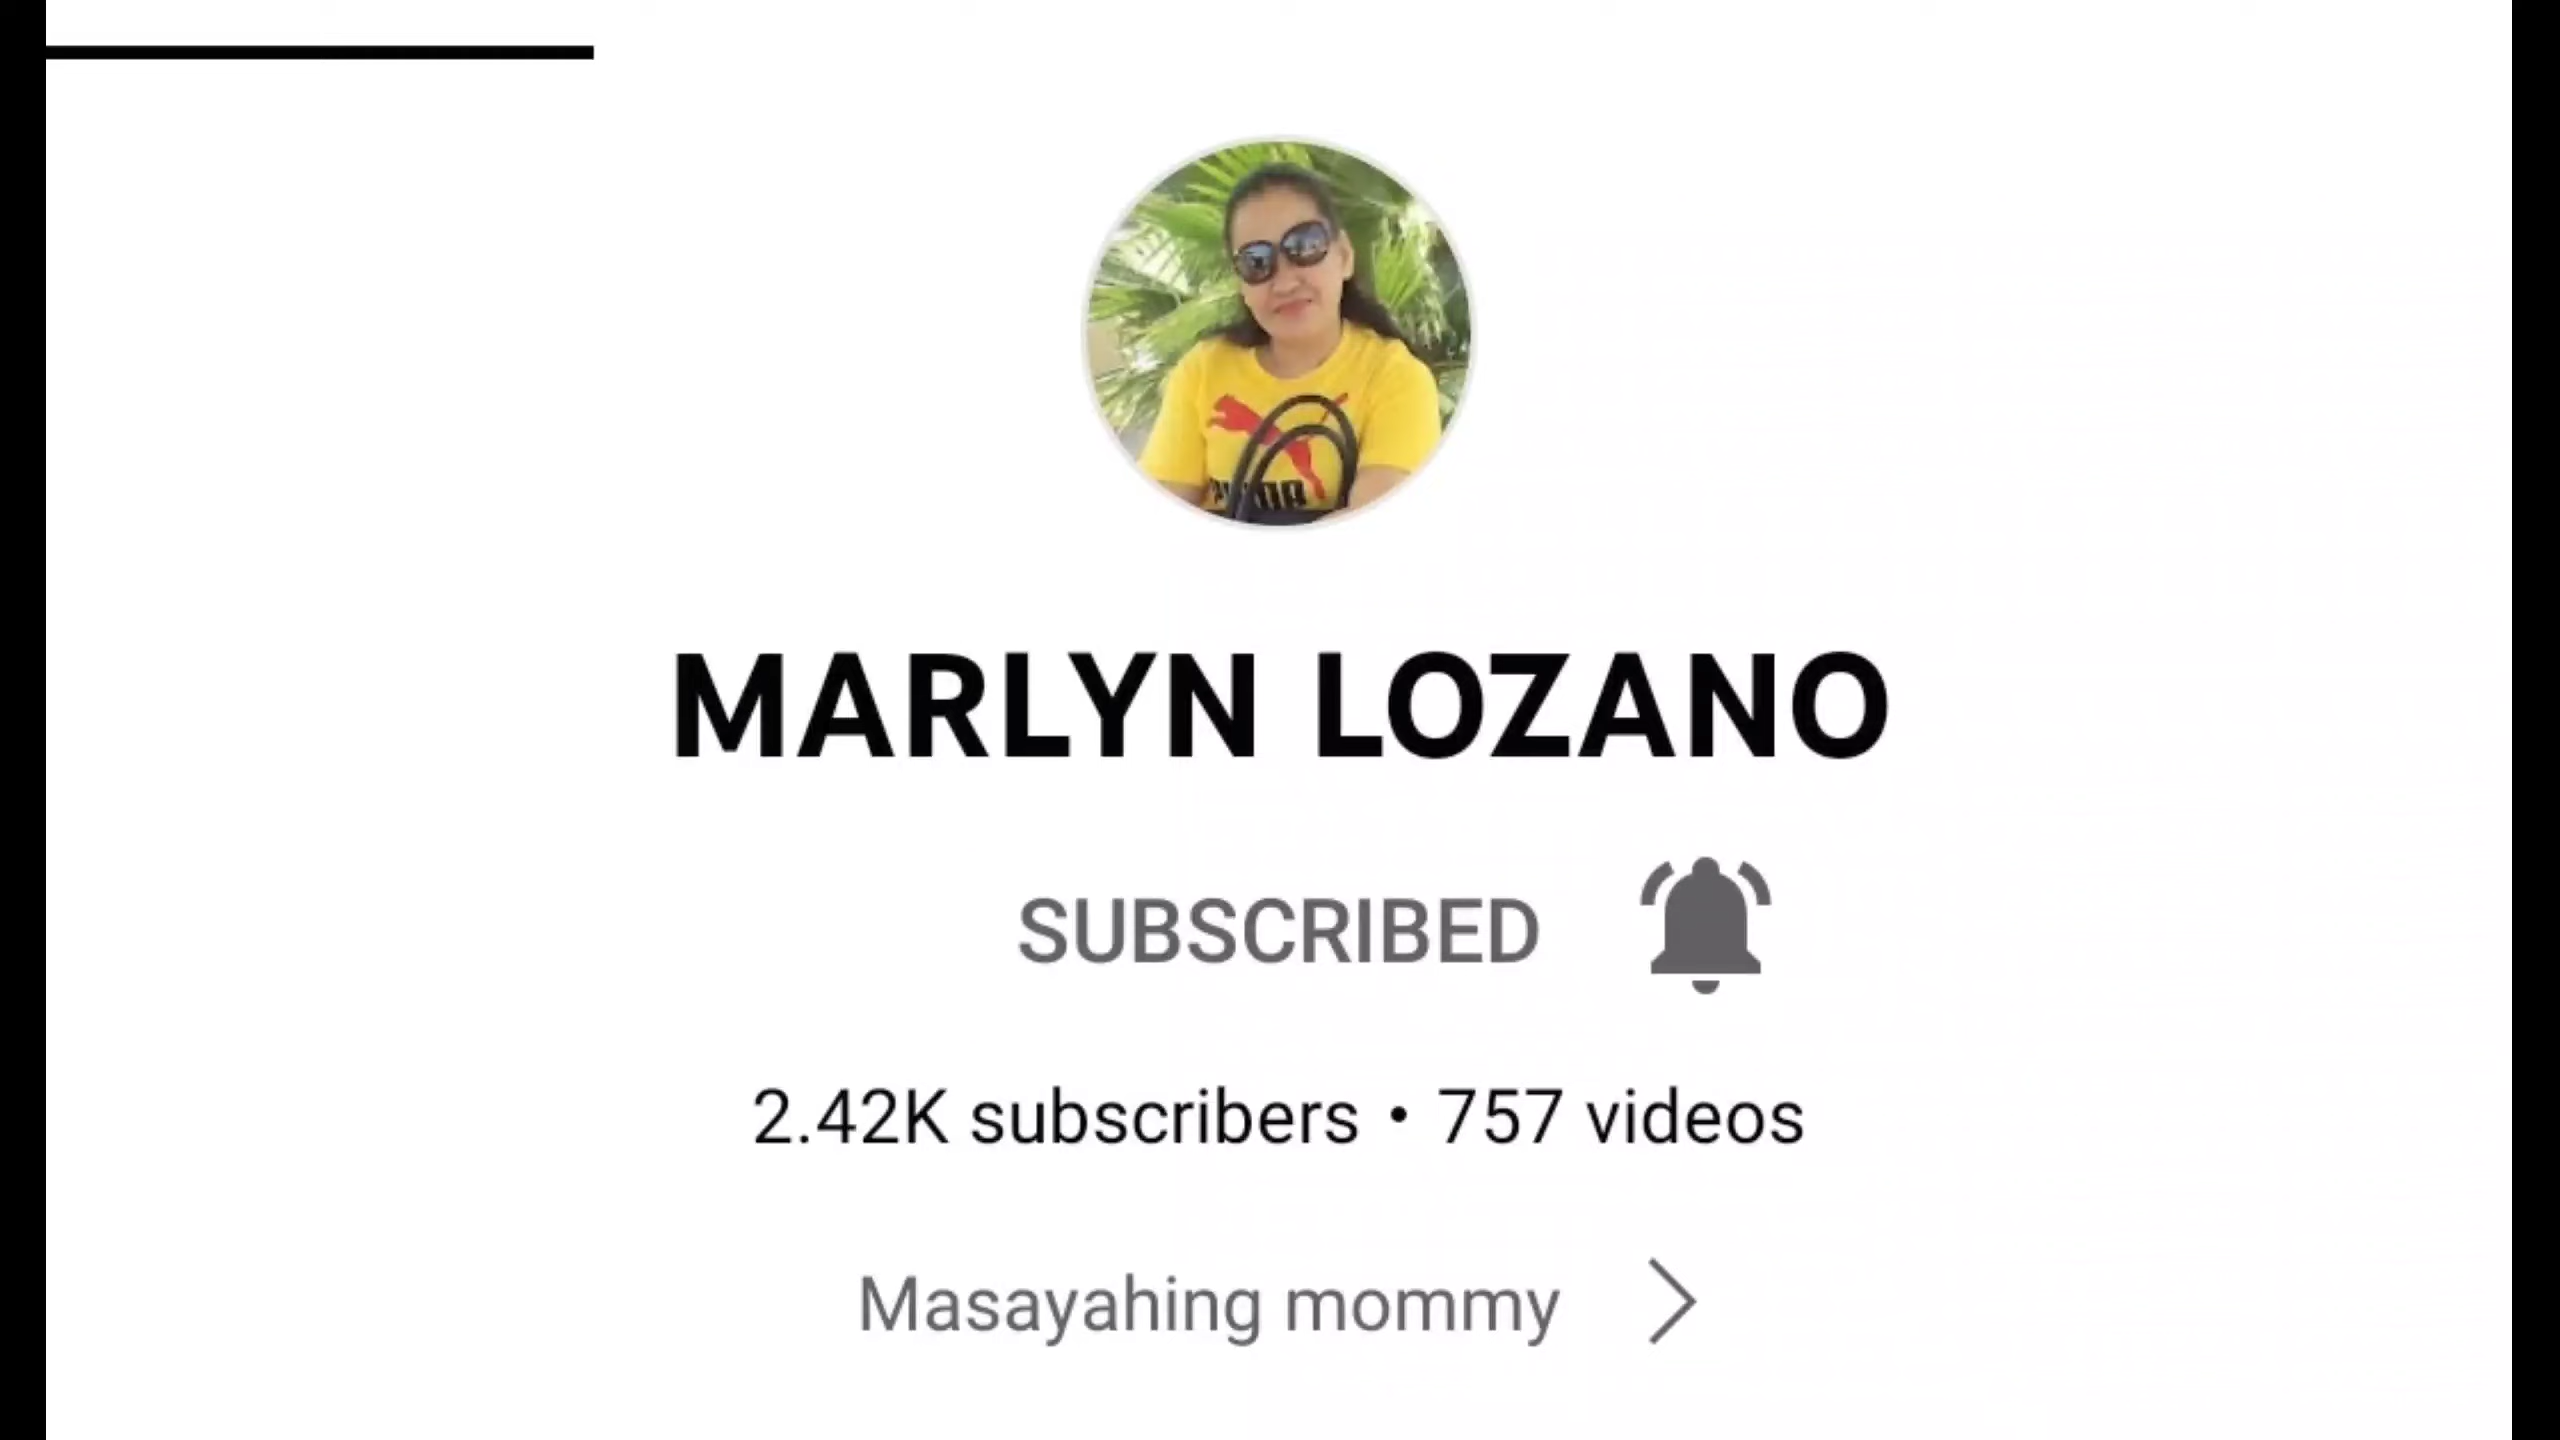 MARLYN LOZANO
SUBSCRIBED
2.42K subscribers • 757 videos
Masayahing mommy